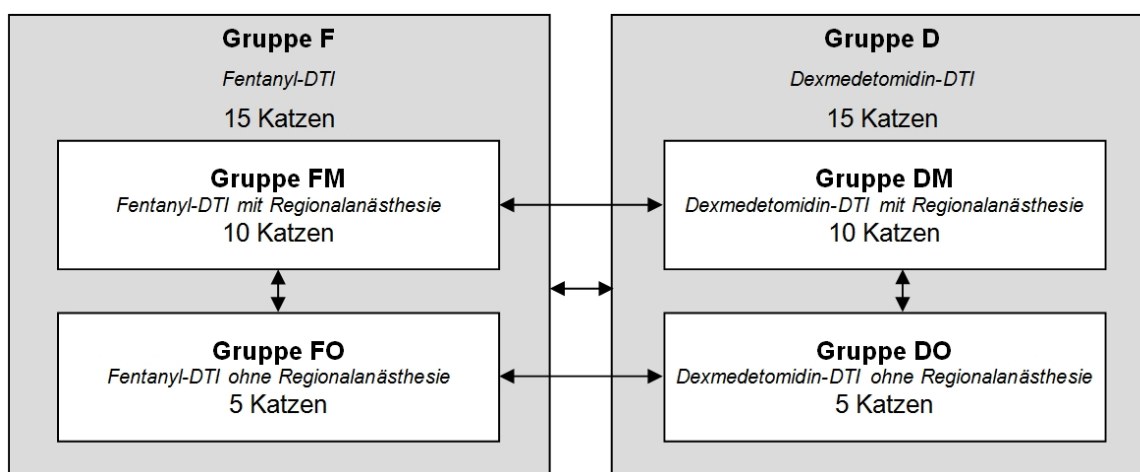 Gruppe F
Fentanyl-DTI
15 Katzen
Gruppe FM
Fentanyl-DTI mit Regionalanästhesie
10 Katzen
Gruppe FO
Fentanyl-DTI ohne Regionalanästhesie
5 Katzen
Gruppe D
Dexmedetomidin-DTI
15 Katzen
Gruppe DM
Dexmedetomidin-DTI mit Regionalanästhesie
10 Katzen
Gruppe DO
Dexmedetomidin-DTI ohne Regionalanästhesie
5 Katzen